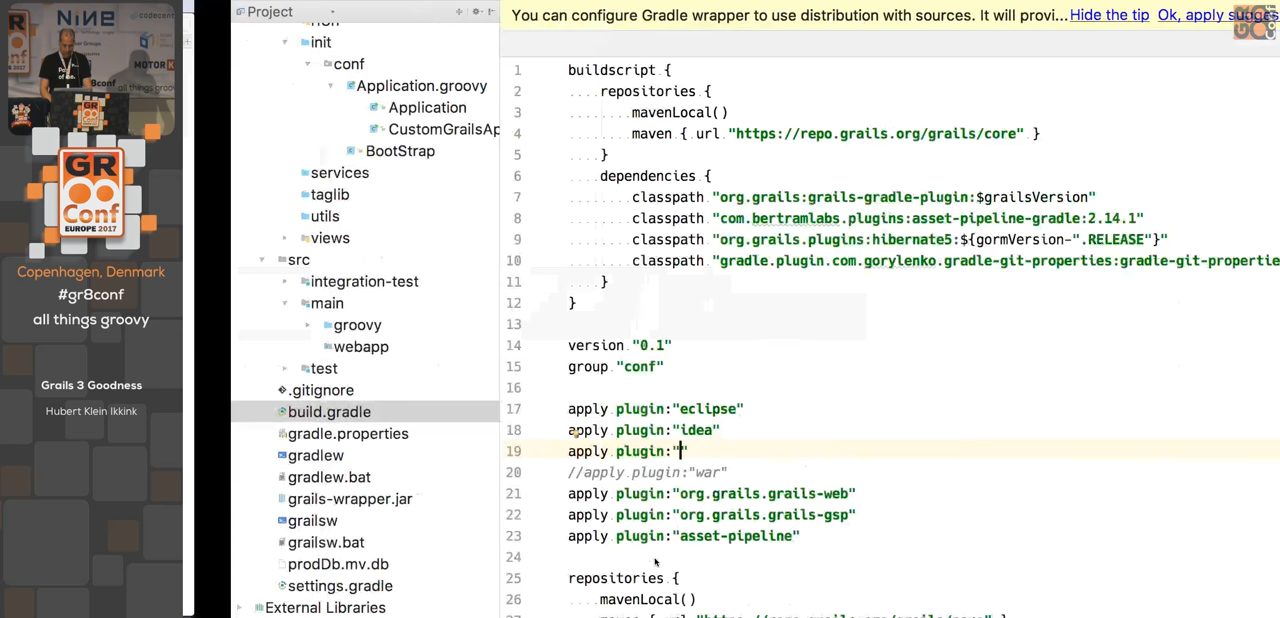 NiNE
codecent
Groups
MOTOR
8conf
all things groovy
GR
Conf
EUROPE 2017
Copenhagen, Denmark
#gr8conf
all things groovy
Grails 3 Goodness
Hubert Klein Ikkink
Project
init
conf
Application.groovy
Application
CustomGrailsAp
BootStrap
services
taglib
utils
views
src
integration-test
main
groovy
webapp
test
.gitignore
build.gradle
gradle.properties
gradlew
gradlew.bat
grails-wrapper.jar
grailsw
grailsw.bat
prodDb.mv.db
settings.gradle
External Libraries
You can configure Gradle wrapper to use distribution with sources. It will provi... Hide the tip Ok, apply sugges
1 buildscript {
2 repositories {
3 mavenLocal()
4 maven { url "https://repo.grails.org/grails/core" }
5 }
6 dependencies {
7 classpath "org.grails:grails-gradle-plugin:$grailsVersion"
8 classpath "com.bertramlabs.plugins:asset-pipeline-gradle:2.14.1"
9 classpath "org.grails.plugins:hibernate5:${gormVersion-".RELEASE"}"
10 classpath "gradle.plugin.com.gorylenko.gradle-git-properties:gradle-git-propertie
11 }
12 }
13
14 version "0.1"
15 group "conf"
16
17 apply plugin:"eclipse"
18 apply plugin:"idea"
19 apply plugin:""
20 //apply plugin:"war"
21 apply plugin:"org.grails.grails-web"
22 apply plugin:"org.grails.grails-gsp"
23 apply plugin:"asset-pipeline"
24
25 repositories {
26 mavenLocal()